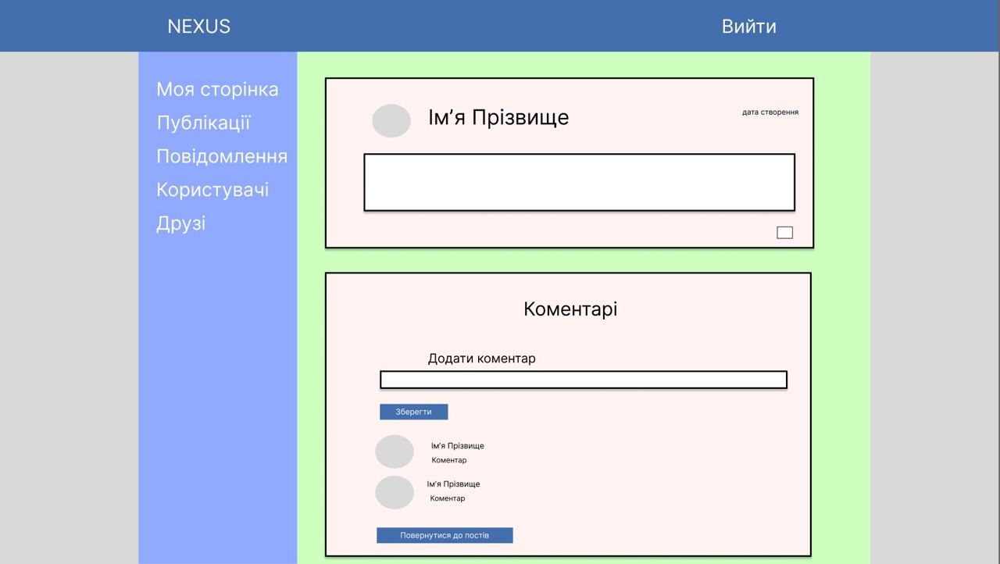 NEXUS
Вийти
Моя сторінка
Публікації
Повідомлення
Користувачі
Друзі
Ім’я Прізвище
дата створення
Коментарі
Додати коментар
Зберегти
Ім’я Прізвище
Коментар
Ім’я Прізвище
Коментар
Повернутися до постів